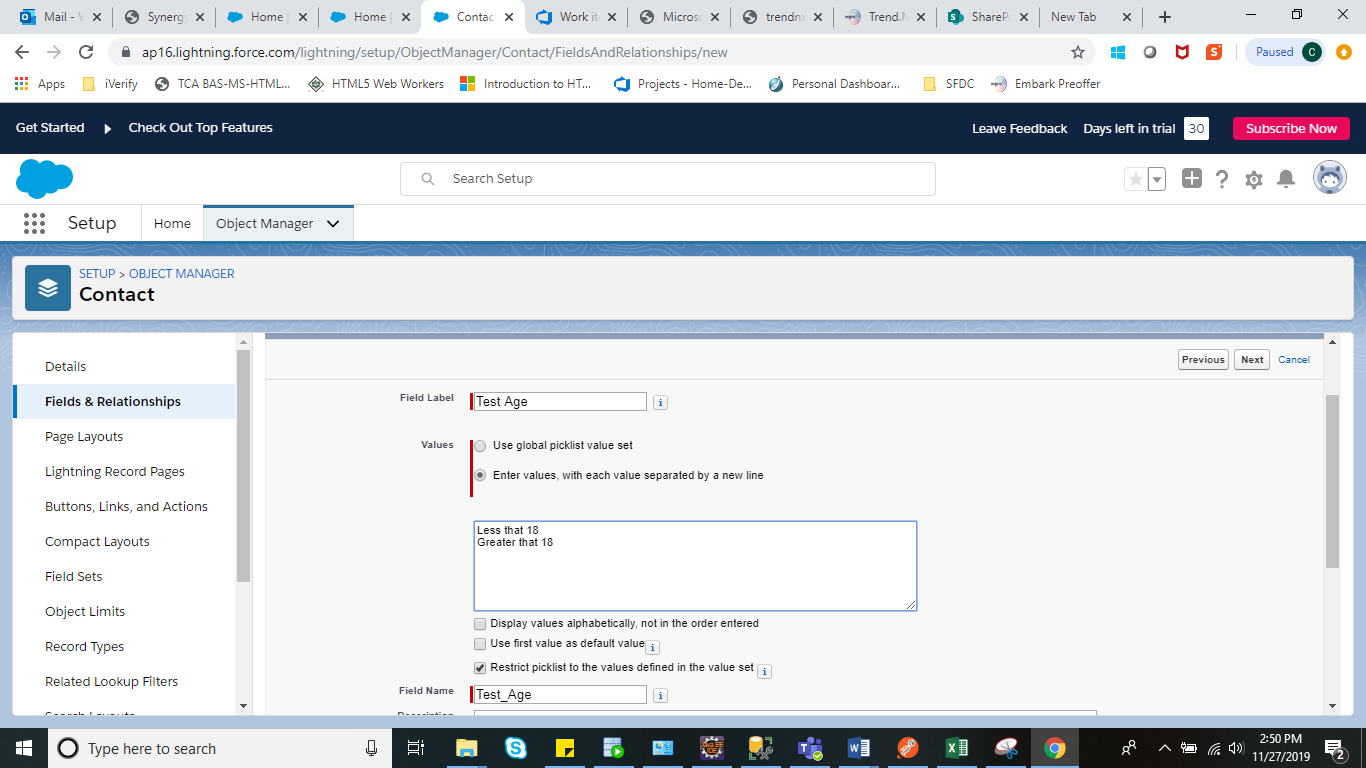 Mail - V
Synergy
Home |
Home |
Contac
Work it
Micros
trendnx
Trend.N
SharePo
New Tab
ap16.lightning.force.com/lightning/setup/ObjectManager/Contact/FieldsAndRelationships/new
Paused
C
Apps
iVerify
TCA BAS-MS-HTML...
HTML5 Web Workers
Introduction to HT...
Projects - Home-De...
Personal Dashboar...
SFDC
Embark Preoffer
Get Started
Check Out Top Features
Leave Feedback
Days left in trial
30
Subscribe Now
Search Setup
Setup
Home
Object Manager
SETUP > OBJECT MANAGER
Contact
Details
Fields & Relationships
Page Layouts
Lightning Record Pages
Buttons, Links, and Actions
Compact Layouts
Field Sets
Object Limits
Record Types
Related Lookup Filters
Previous
Next
Cancel
Field Label
Test Age
Values
Use global picklist value set
Enter values, with each value separated by a new line
Less that 18
Greater that 18
Display values alphabetically, not in the order entered
Use first value as default value
Restrict picklist to the values defined in the value set
Field Name
Test_Age
Type here to search
2:50 PM
11/27/2019
2